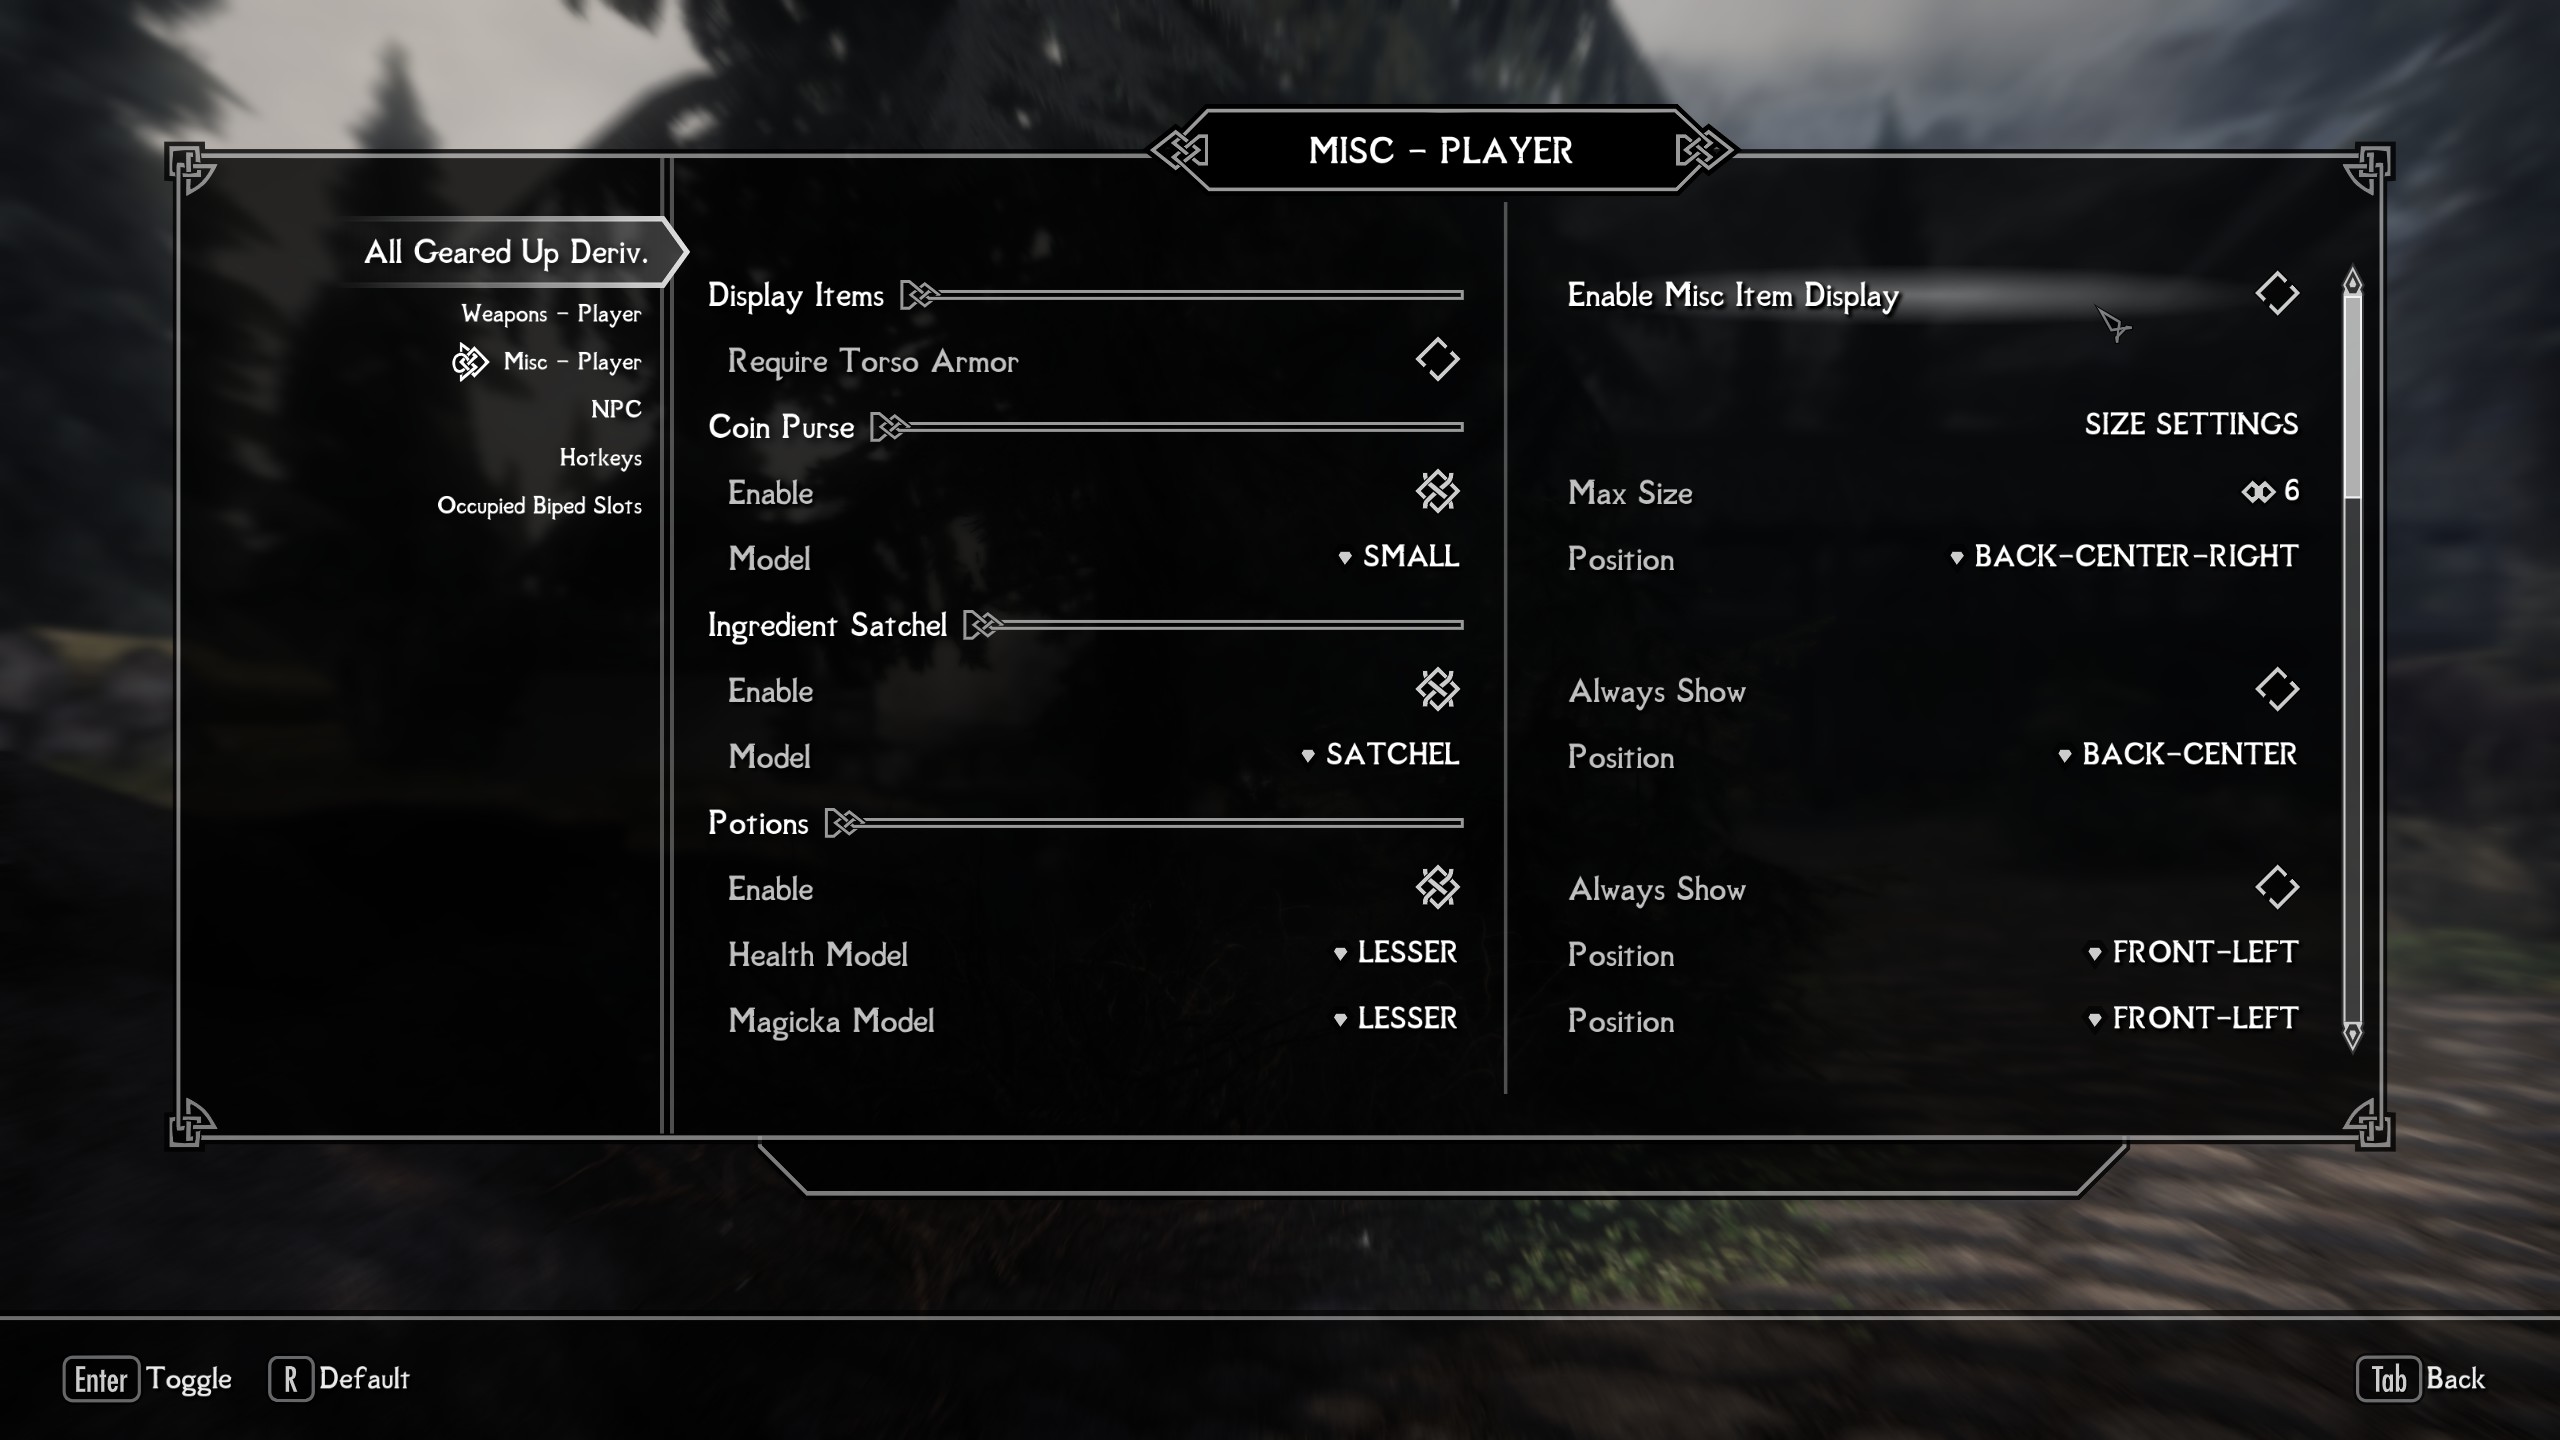 MISC - PLAYER
All Geared Up Deriv.
Weapons - Player
Misc - Player
NPC
Hotkeys
Occupied Biped Slots
Display Items
Require Torso Armor
Coin Purse
Enable
Model SMALL
Ingredient Satchel
Enable
Model SATCHEL
Potions
Enable
Health Model LESSER
Magicka Model LESSER
Enable Misc Item Display
SIZE SETTINGS
Max Size 6
Position BACK-CENTER-RIGHT
Always Show
Position BACK-CENTER
Always Show
Position FRONT-LEFT
Position FRONT-LEFT
Enter Toggle R Default Tab Back